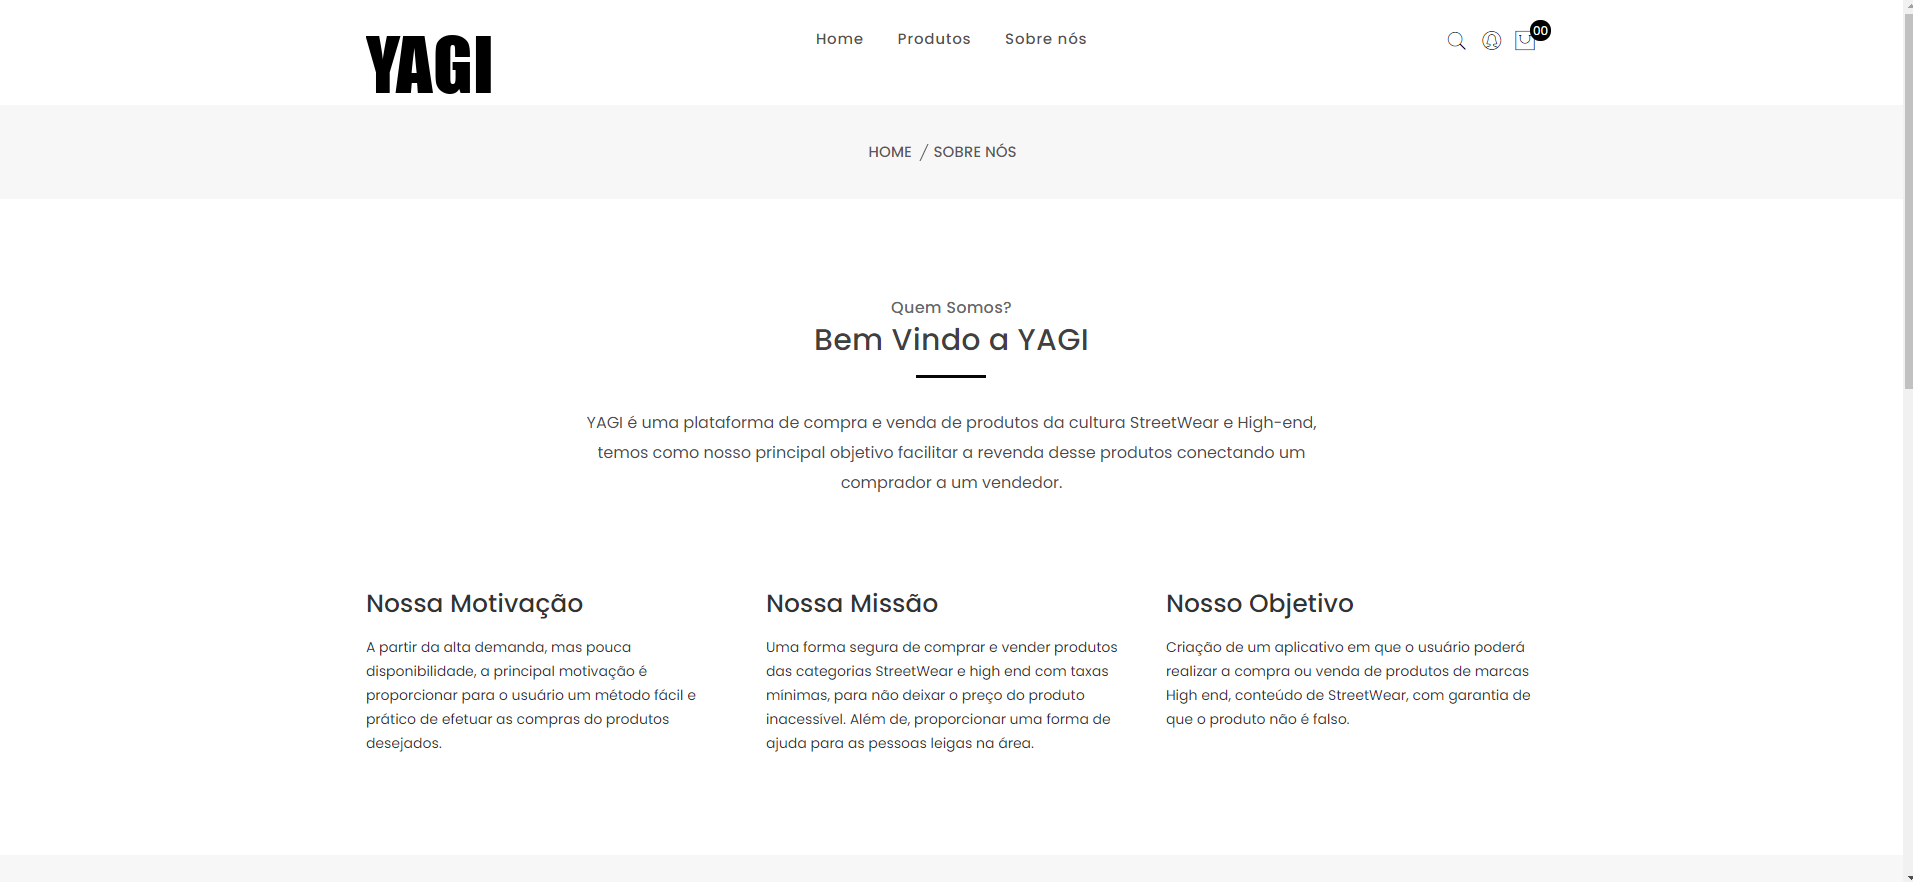 YAGI
Home
Produtos
Sobre nós
00
HOME / SOBRE NÓS
Quem Somos?
Bem Vindo a YAGI
YAGI é uma plataforma de compra e venda de produtos da cultura StreetWear e High-end,
temos como nosso principal objetivo facilitar a revenda desse produtos conectando um
comprador a um vendedor.
Nossa Motivação
A partir da alta demanda, mas pouca
disponibilidade, a principal motivação é
proporcionar para o usuário um método fácil e
prático de efetuar as compras do produtos
desejados.
Nossa Missão
Uma forma segura de comprar e vender produtos
das categorias StreetWear e high end com taxas
mínimas, para não deixar o preço do produto
inacessível. Além de, proporcionar uma forma de
ajuda para as pessoas leigas na área.
Nosso Objetivo
Criação de um aplicativo em que o usuário poderá
realizar a compra ou venda de produtos de marcas
High end, conteúdo de StreetWear, com garantia de
que o produto não é falso.